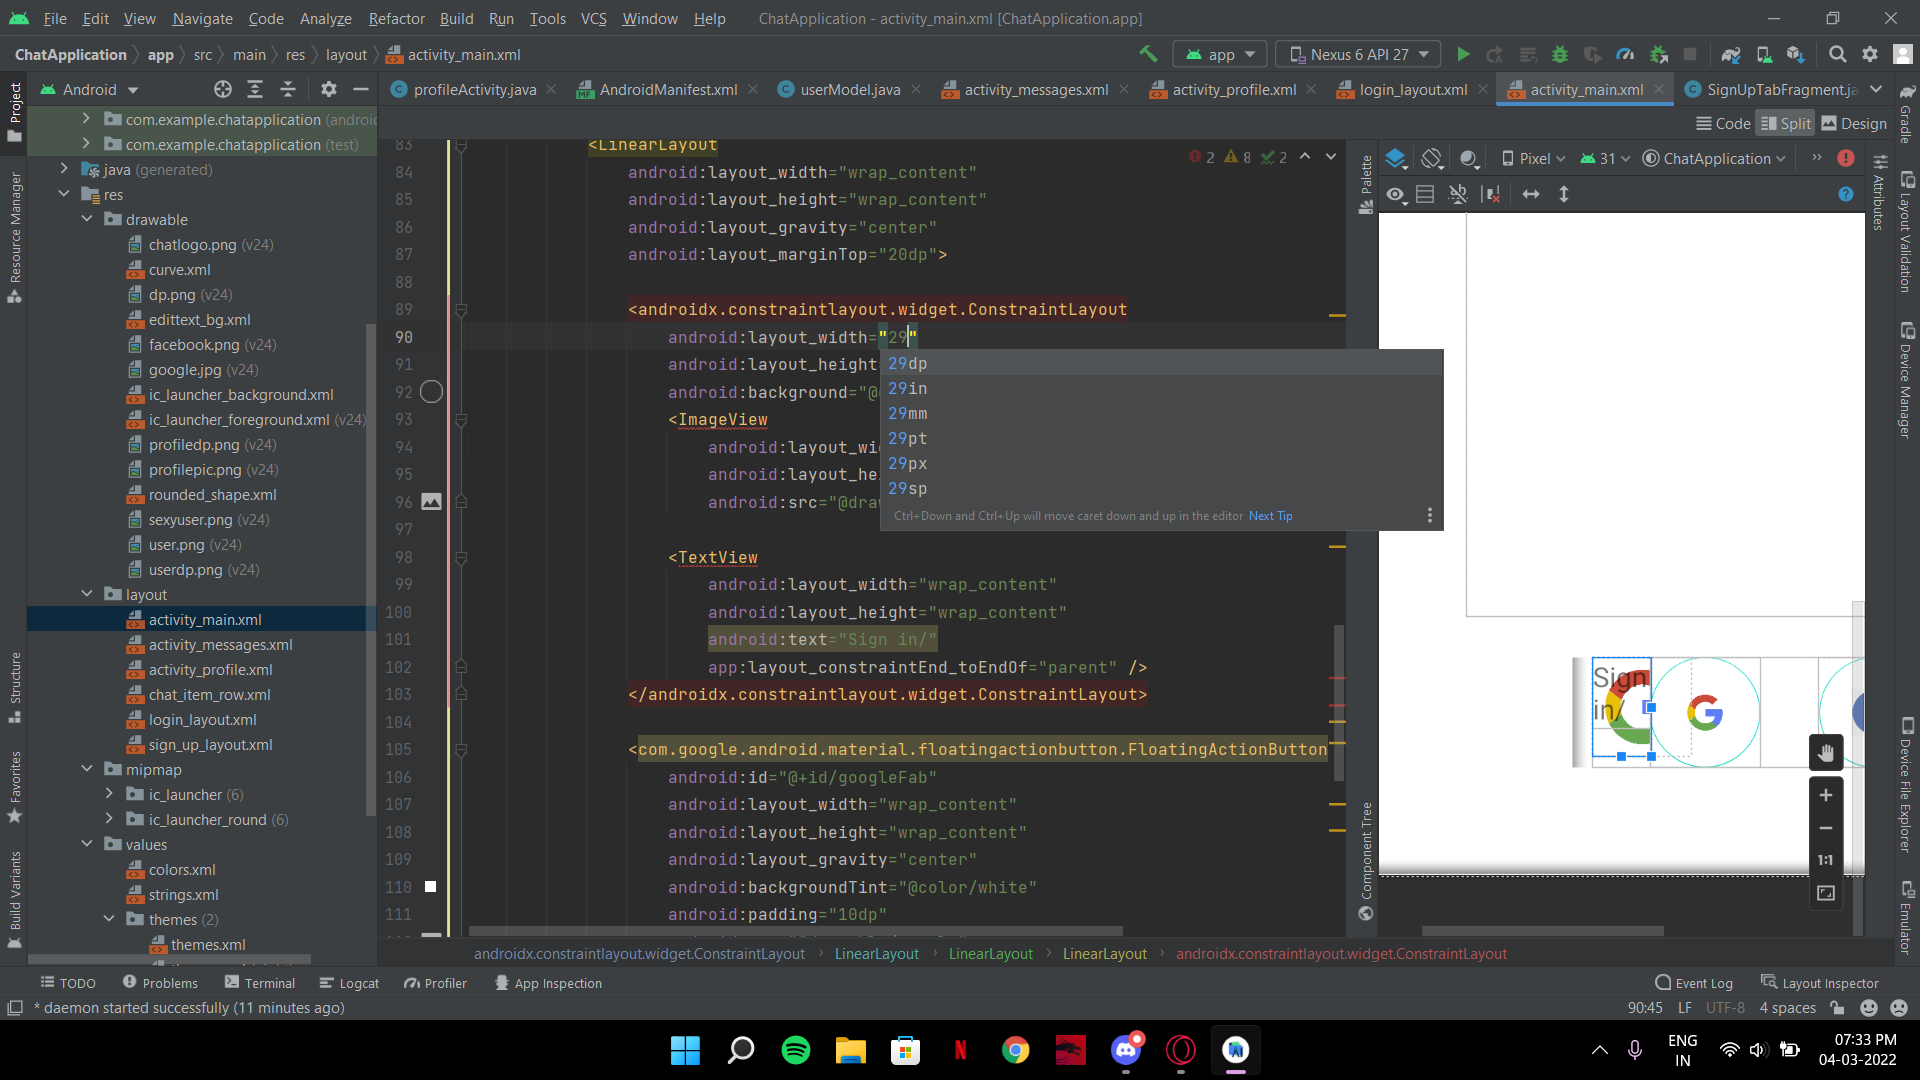 File Edit View Navigate Code Analyze Refactor Build Run Tools VCS Window Help ChatApplication - activity_main.xml [ChatApplication.app]
ChatApplication app src main res layout activity_main.xml app Nexus 6 API 27
Project
Resource Manager
Structure
Favorites
Build Variants
Android
com.example.chatapplication (androi
com.example.chatapplication (test)
java (generated)
res
drawable
chatlogo.png (v24)
curve.xml
dp.png (v24)
edittext_bg.xml
facebook.png (v24)
google.jpg (v24)
ic_launcher_background.xml
ic_launcher_foreground.xml (v24)
profiledp.png (v24)
profilepic.png (v24)
rounded_shape.xml
sexyuser.png (v24)
user.png (v24)
userdp.png (v24)
layout
activity_main.xml
activity_messages.xml
activity_profile.xml
chat_item_row.xml
login_layout.xml
sign_up_layout.xml
mipmap
ic_launcher (6)
ic_launcher_round (6)
values
colors.xml
strings.xml
themes (2)
themes.xml
profileActivity.java AndroidManifest.xml userModel.java activity_messages.xml activity_profile.xml login_layout.xml activity_main.xml SignUpTabFragment.ja
Code Split Design
2 8 2
83 <LinearLayout
84 android:layout_width="wrap_content"
85 android:layout_height="wrap_content"
86 android:layout_gravity="center"
87 android:layout_marginTop="20dp">
88
89 <androidx.constraintlayout.widget.ConstraintLayout
90 android:layout_width="29"
91 android:layout_height
92 android:background="@
93 <ImageView
94 android:layout_wi
95 android:layout_he
96 android:src="@dra
97
98 <TextView
99 android:layout_width="wrap_content"
100 android:layout_height="wrap_content"
101 android:text="Sign in/"
102 app:layout_constraintEnd_toEndOf="parent" />
103 </androidx.constraintlayout.widget.ConstraintLayout>
104
105 <com.google.android.material.floatingactionbutton.FloatingActionButton
106 android:id="@+id/googleFab"
107 android:layout_width="wrap_content"
108 android:layout_height="wrap_content"
109 android:layout_gravity="center"
110 android:backgroundTint="@color/white"
111 android:padding="10dp"
29dp
29in
29mm
29pt
29px
29sp
Ctrl+Down and Ctrl+Up will move caret down and up in the editor Next Tip
Palette
Component Tree
Pixel 31 ChatApplication
Sign
in/
1:1
Attributes
Gradle
Layout Validation
Device Manager
Device File Explorer
Emulator
androidx.constraintlayout.widget.ConstraintLayout LinearLayout LinearLayout LinearLayout androidx.constraintlayout.widget.ConstraintLayout
TODO Problems Terminal Logcat Profiler App Inspection Event Log Layout Inspector
* daemon started successfully (11 minutes ago) 90:45 LF UTF-8 4 spaces
ENG
IN
07:33 PM
04-03-2022